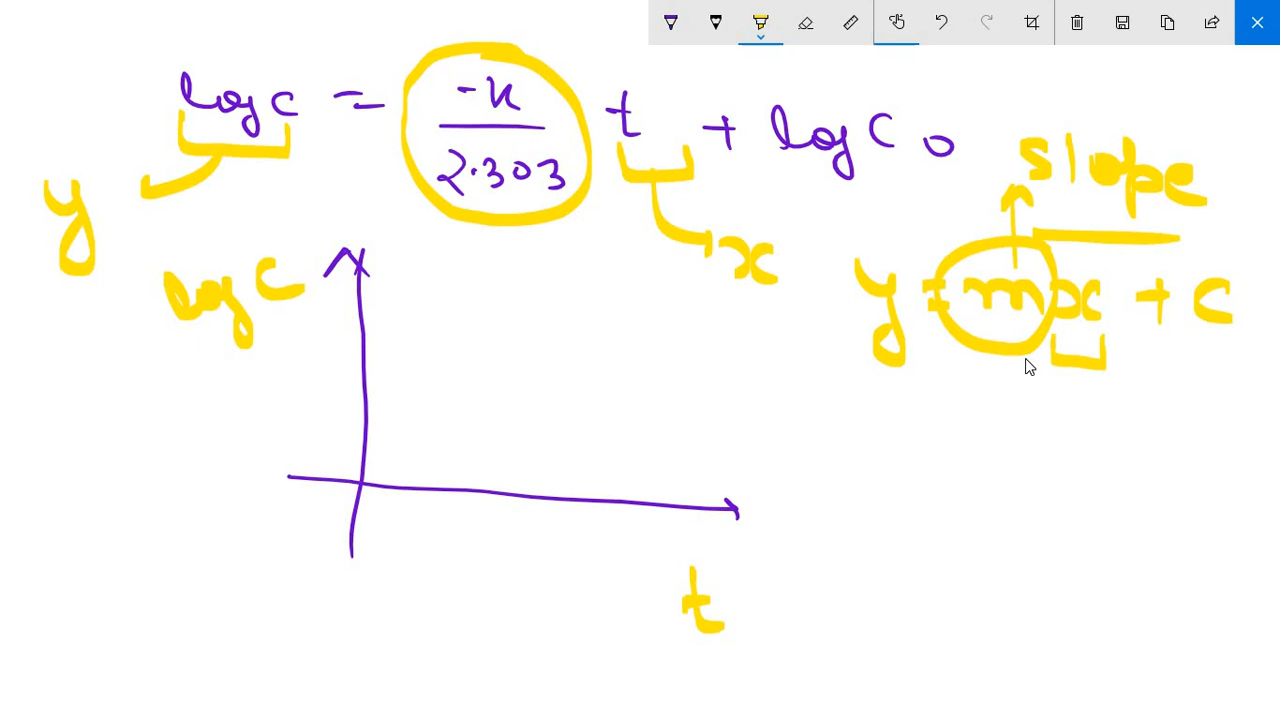 log c = -K/2.303 t + log C₀
slope
y
x
y = mx + c
log C
t